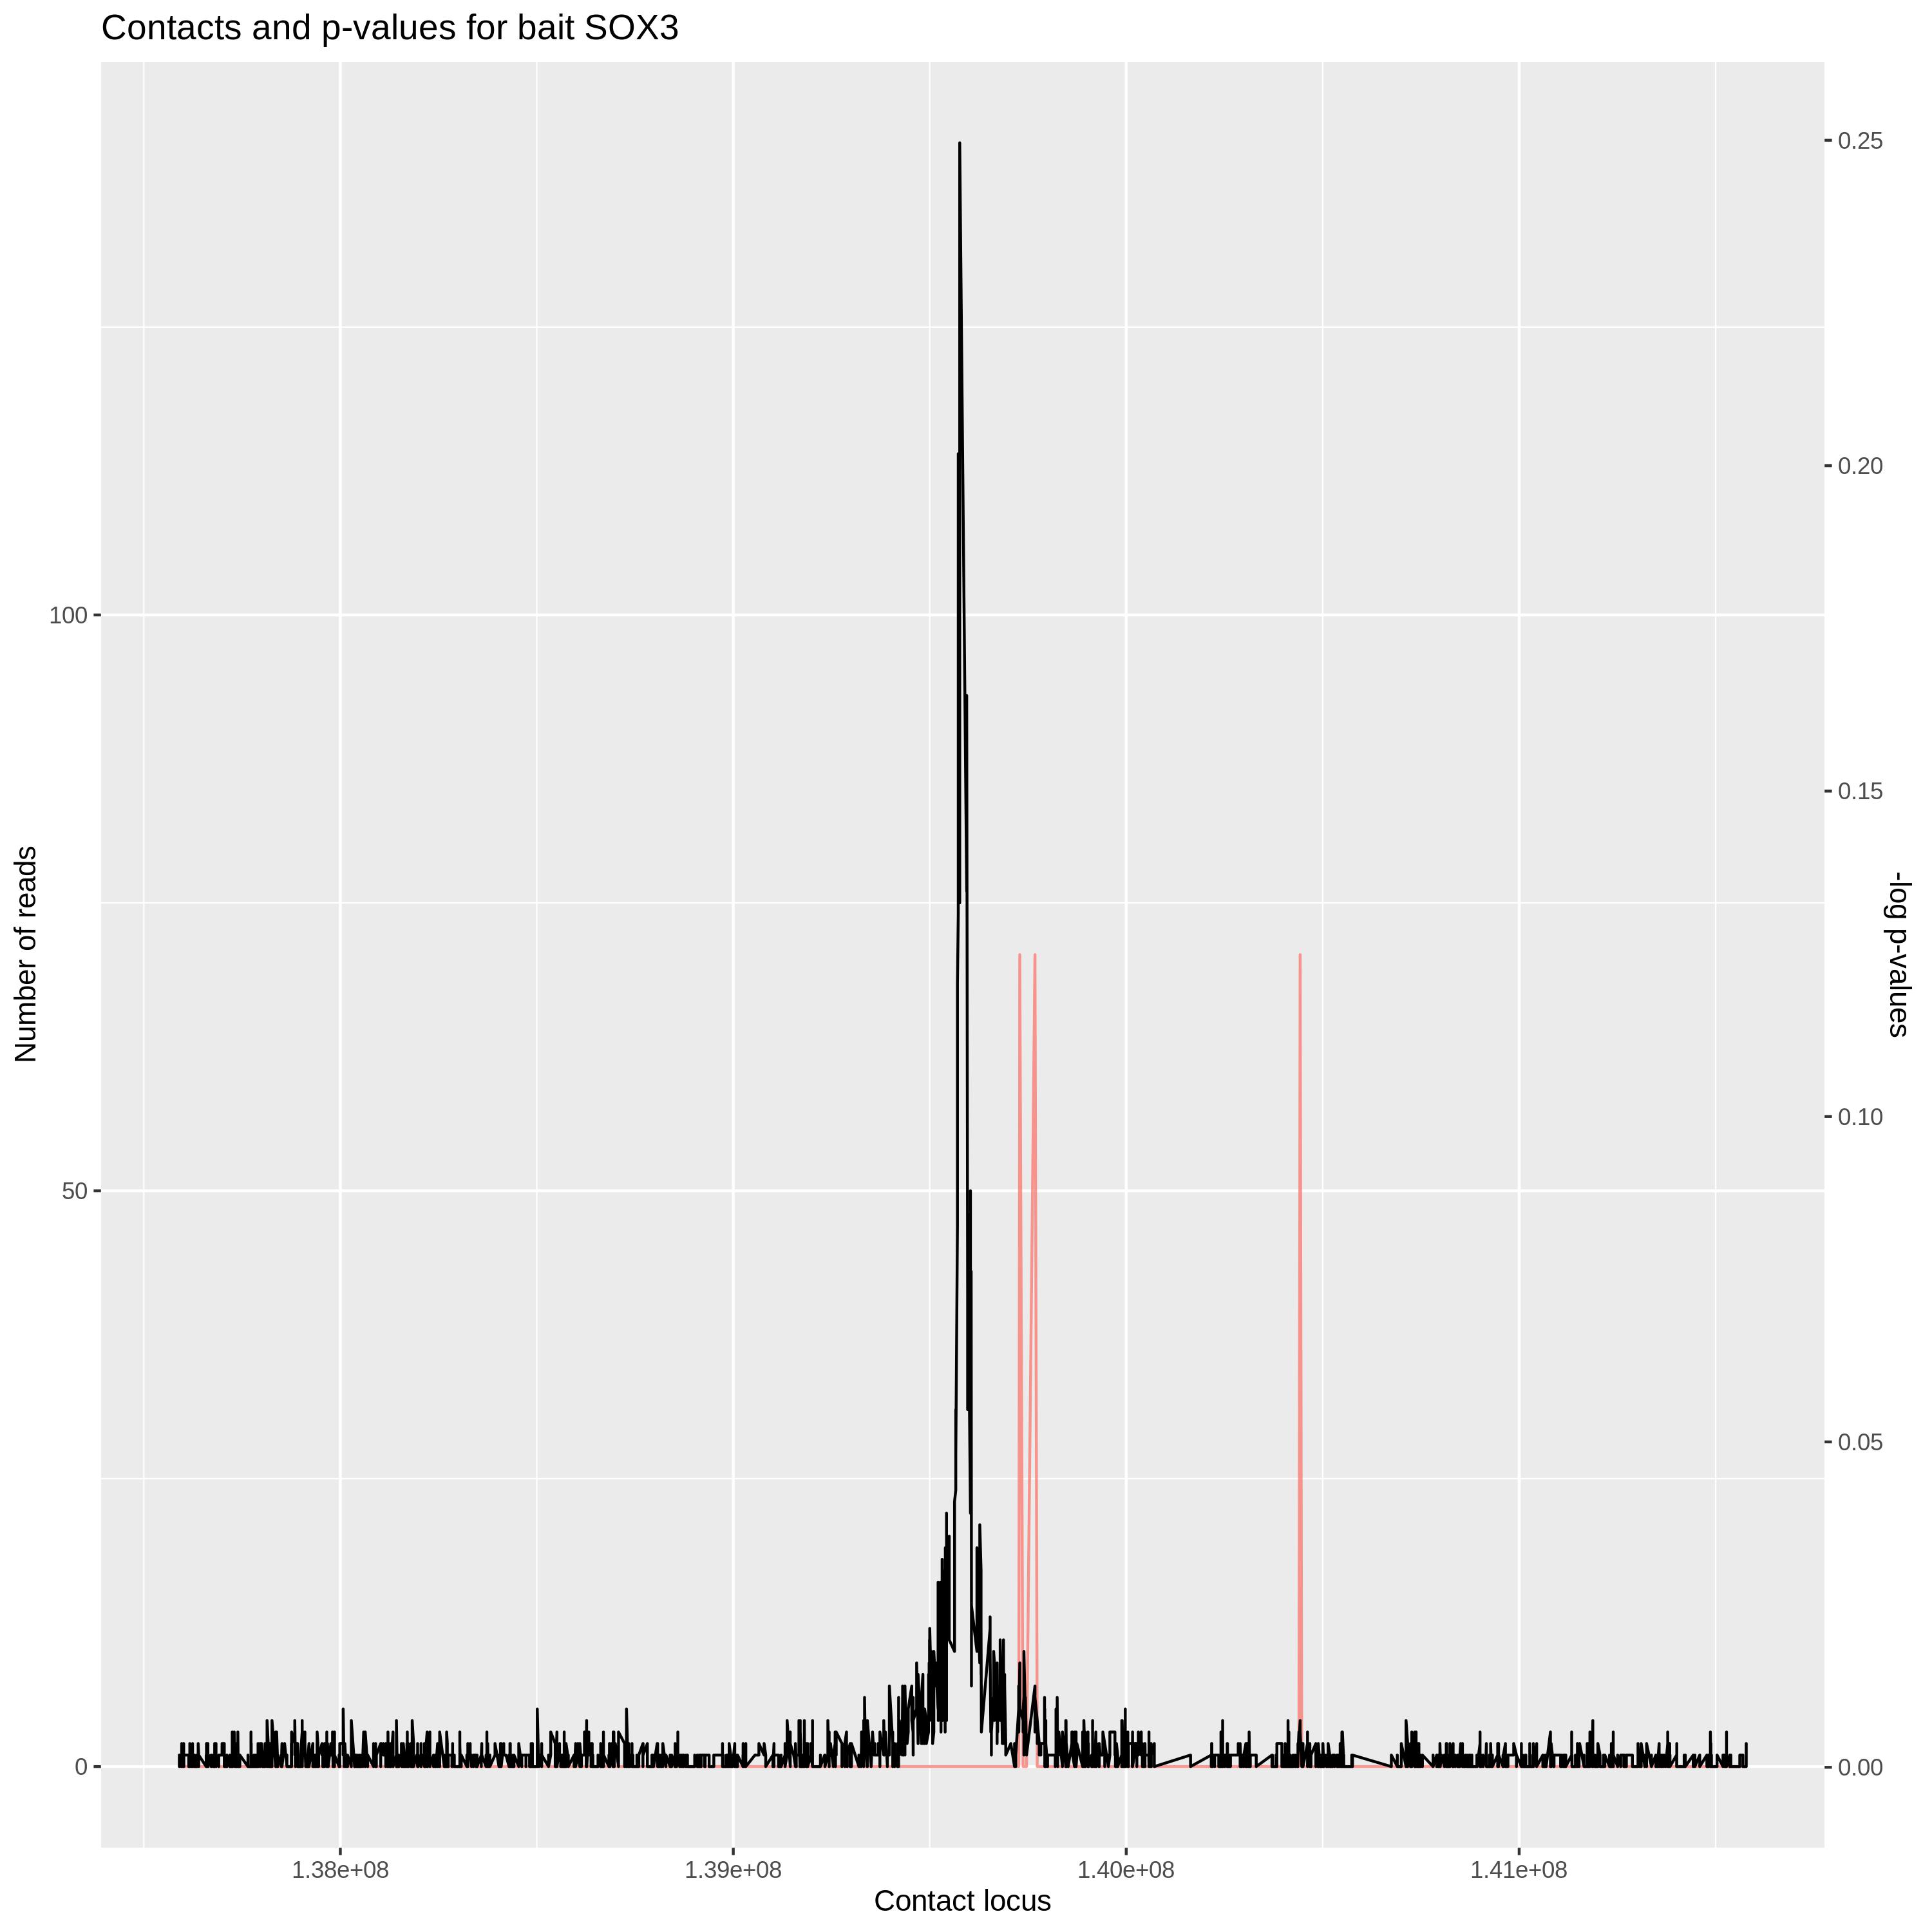 Contacts and p-values for bait SOX3
0.25
0.20
100
0.15
Number of reads
-log p-values
0.10
50
0.05
0
0.00
1.38e+08
1.39e+08
1.40e+08
1.41e+08
Contact locus